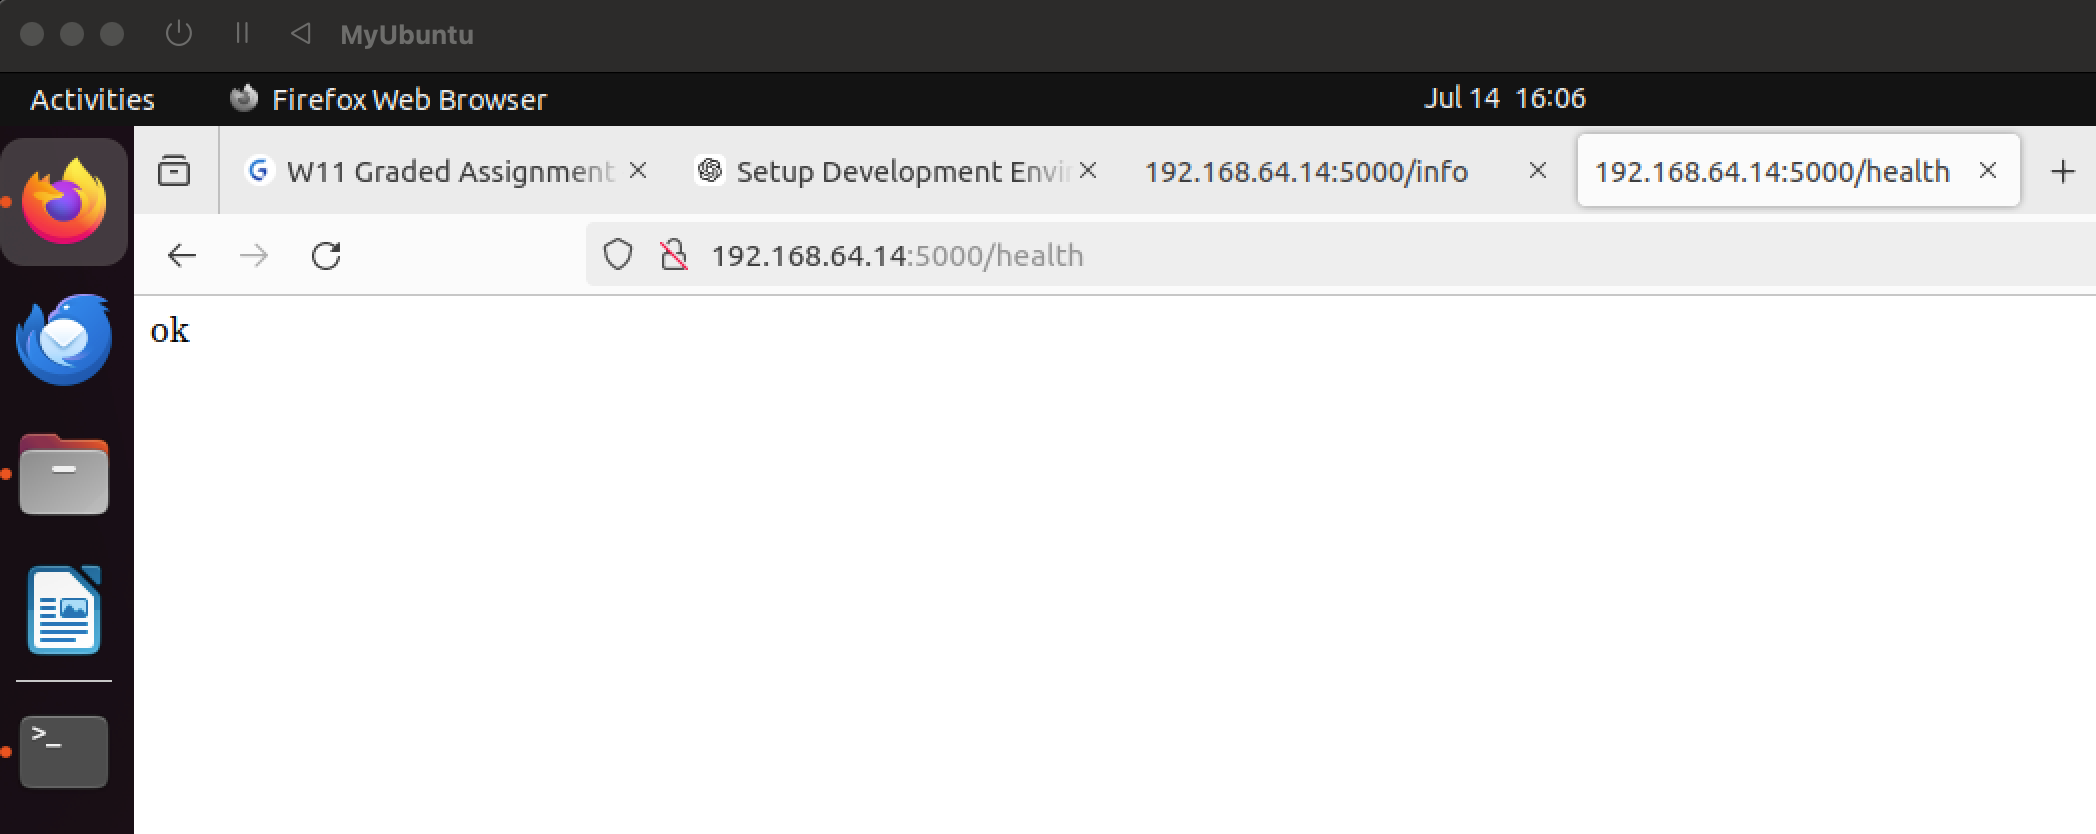 MyUbuntu
Activities Firefox Web Browser Jul 14 16:06
W11 Graded Assignment Setup Development Envir 192.168.64.14:5000/info 192.168.64.14:5000/health
192.168.64.14:5000/health
ok
>_